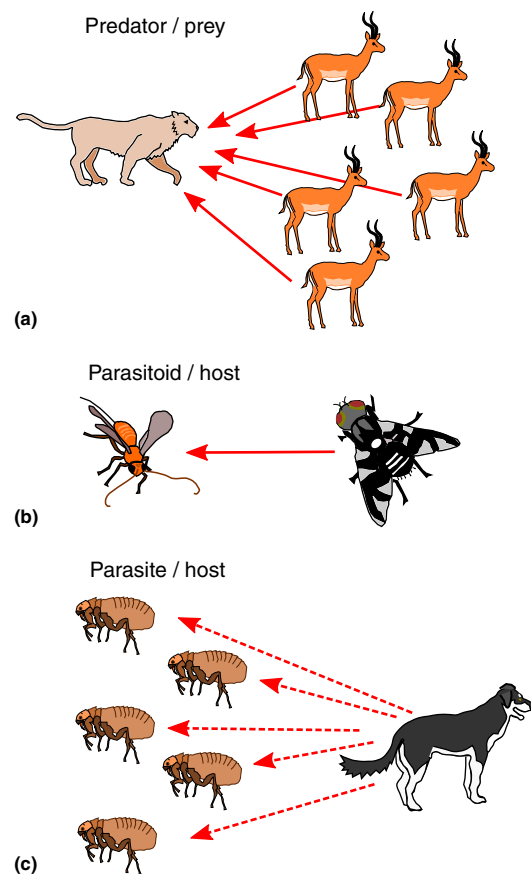 Predator / prey
(a)
Parasitoid / host
(b)
Parasite / host
(c)